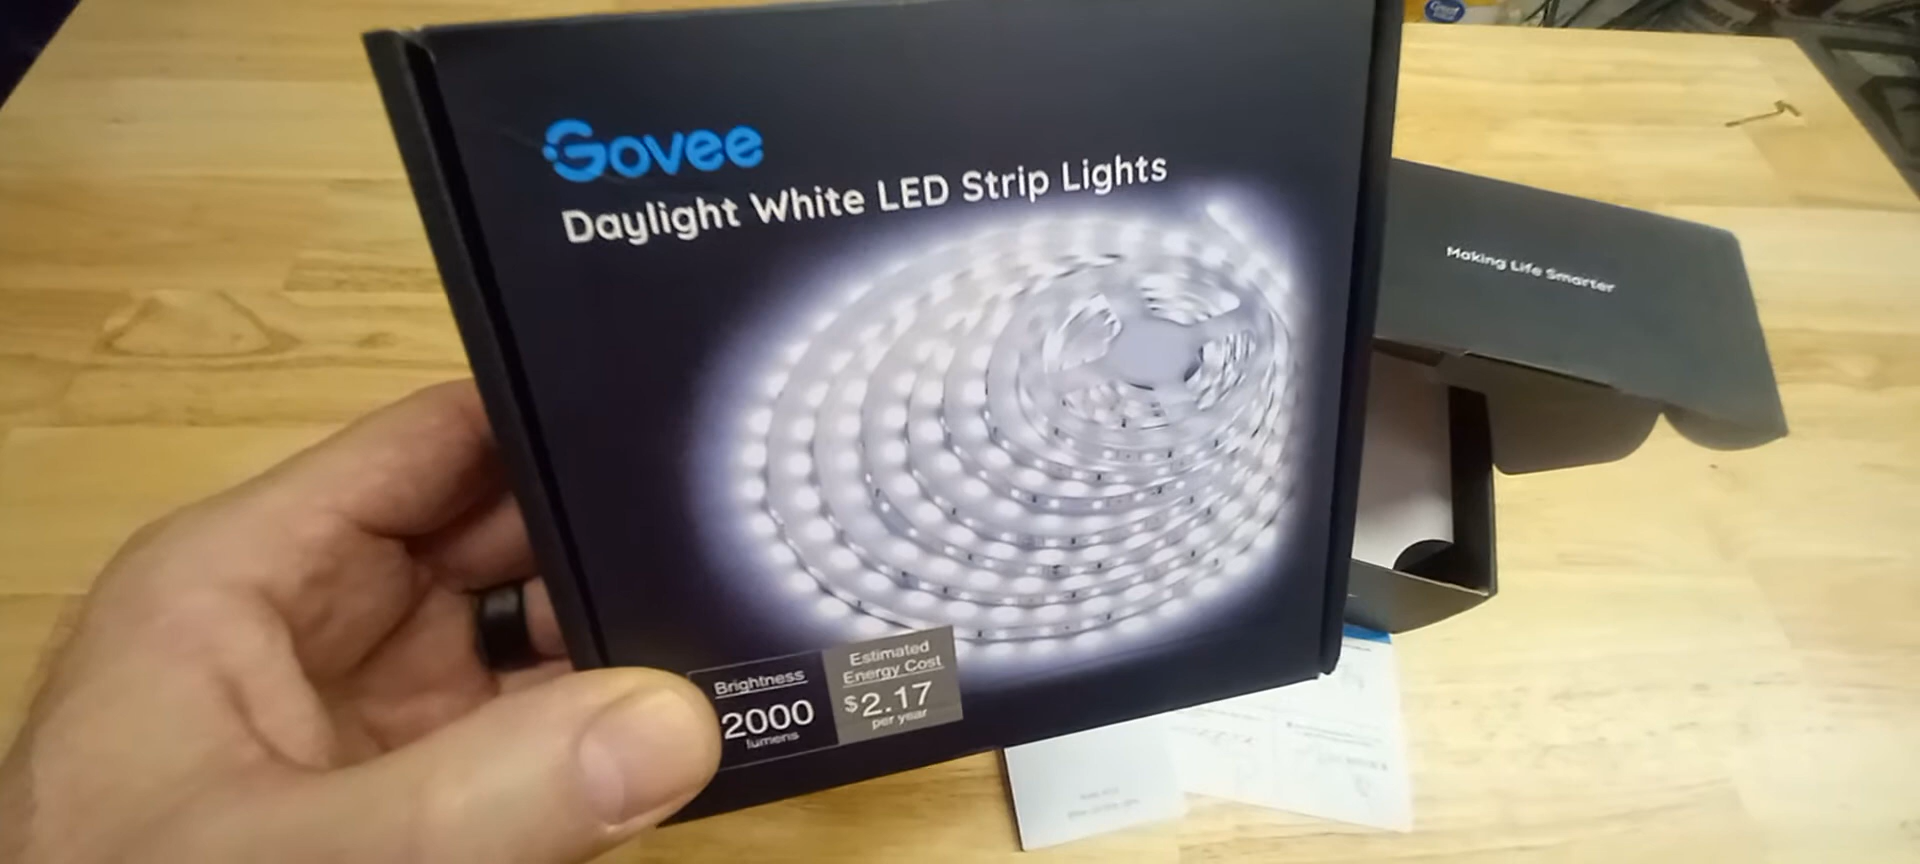 Govee
Daylight White LED Strip Lights
Making Life Smarter
Brightness
2000
lumens
Estimated
Energy Cost
$2.17
per year